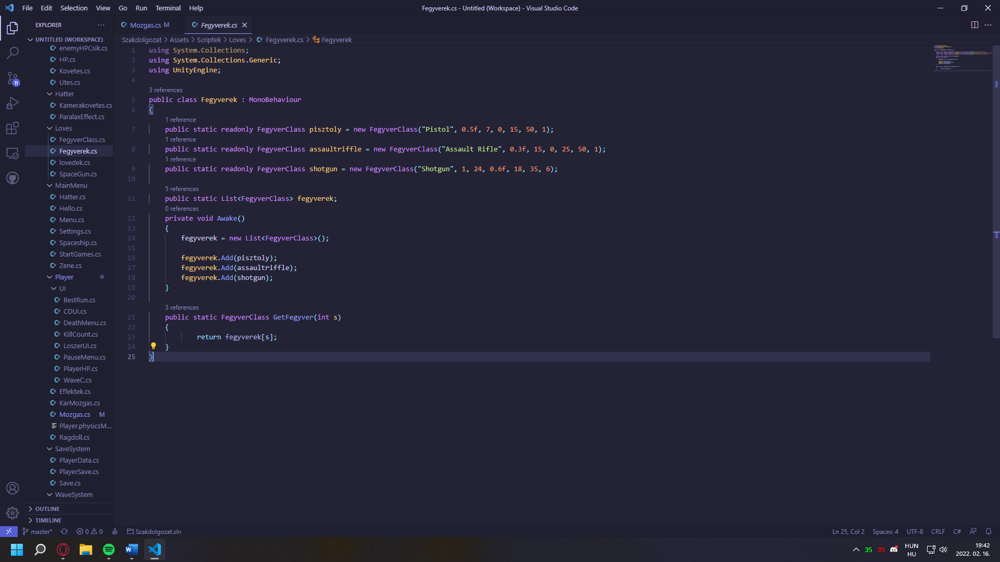 File Edit Selection View Go Run Terminal Help
Fegyverek.cs - Untitled (Workspace) - Visual Studio Code
EXPLORER
UNTITLED (WORKSPACE)
enemyHPCsik.cs
HP.cs
Kovetes.cs
Utes.cs
Hatter
Kamerakovetes.cs
ParalaxEffect.cs
Loves
FegyverClass.cs
Fegyverek.cs
lovedek.cs
SpaceGun.cs
MainMenu
Hatter.cs
Hello.cs
Menu.cs
Settings.cs
Spaceship.cs
StartGames.cs
Zene.cs
Player
UI
BestRun.cs
CDUI.cs
DeathMenu.cs
KillCount.cs
LoszerUI.cs
PauseMenu.cs
PlayerHP.cs
WaveC.cs
Effektek.cs
KarMozgas.cs
Mozgas.cs M
Player.physicsM...
Ragdoll.cs
SaveSystem
PlayerData.cs
PlayerSave.cs
Save.cs
WaveSystem
OUTLINE
TIMELINE
11
Mozgas.cs M
Fegyverek.cs
Szakdolgozat > Assets > Scriptek > Loves > Fegyverek.cs > Fegyverek
1 using System.Collections;
2 using System.Collections.Generic;
3 using UnityEngine;
4
3 references
5 public class Fegyverek : MonoBehaviour
6 {
1 reference
7 public static readonly FegyverClass pisztoly = new FegyverClass("Pistol", 0.5f, 7, 0, 15, 50, 1);
1 reference
8 public static readonly FegyverClass assaultriffle = new FegyverClass("Assault Rifle", 0.3f, 15, 0, 25, 50, 1);
1 reference
9 public static readonly FegyverClass shotgun = new FegyverClass("Shotgun", 1, 24, 0.6f, 18, 35, 6);
10
5 references
11 public static List<FegyverClass> fegyverek;
0 references
12 private void Awake()
13 {
14 fegyverek = new List<FegyverClass>();
15
16 fegyverek.Add(pisztoly);
17 fegyverek.Add(assaultriffle);
18 fegyverek.Add(shotgun);
19 }
20
3 references
21 public static FegyverClass GetFegyver(int s)
22 {
23 return fegyverek[s];
24 }
25 }
master* 0 0 Szakdolgozat.sln
Ln 25, Col 2 Spaces: 4 UTF-8 CRLF C#
35 35
HUN
HU
19:42
2022. 02. 16.